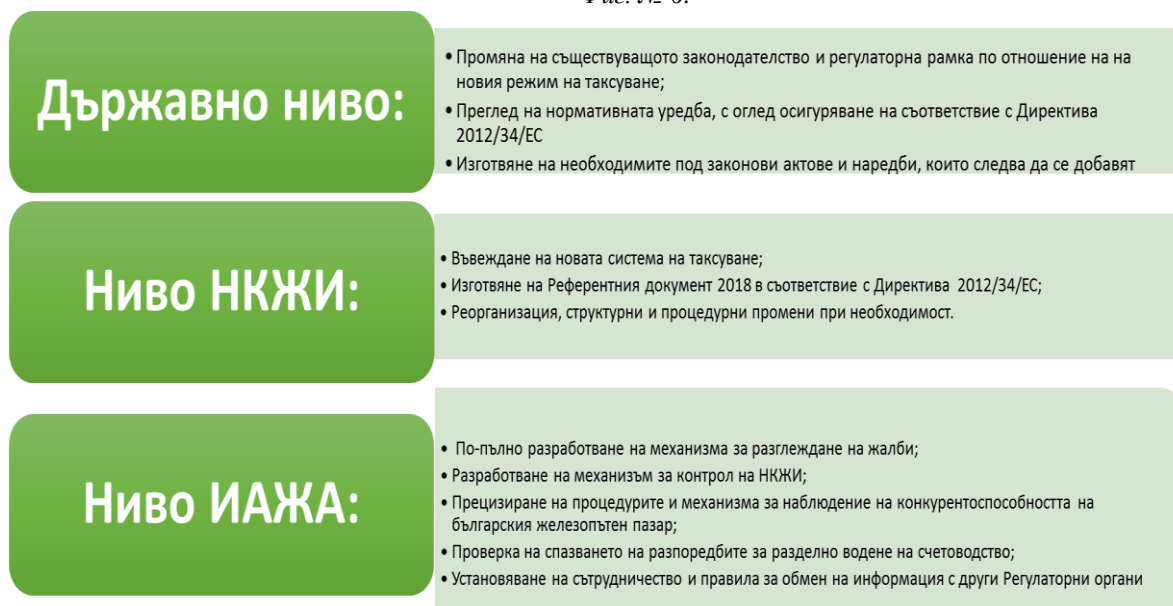 Държавно ниво:
• Промяна на съществуващото законодателство и регулаторна рамка по отношение на на
новия режим на таксуване;
• Преглед на нормативната уредба, с оглед осигуряване на съответствие с Директива
2012/34/ЕС
• Изготвяне на необходимите под законови актове и наредби, които следва да се добавят
Ниво НКЖИ:
• Въвеждане на новата система на таксуване;
• Изготвяне на Референтния документ 2018 в съответствие с Директива 2012/34/ЕС;
• Реорганизация, структурни и процедурни промени при необходимост.
Ниво ИАЖА:
• По-пълно разработване на механизма за разглеждане на жалби;
• Разработване на механизъм за контрол на НКЖИ;
• Прецизиране на процедурите и механизма за наблюдение на конкурентоспособността на
българския железопътен пазар;
• Проверка на спазването на разпоредбите за разделно водене на счетоводство;
• Установяване на сътрудничество и правила за обмен на информация с други Регулаторни органи